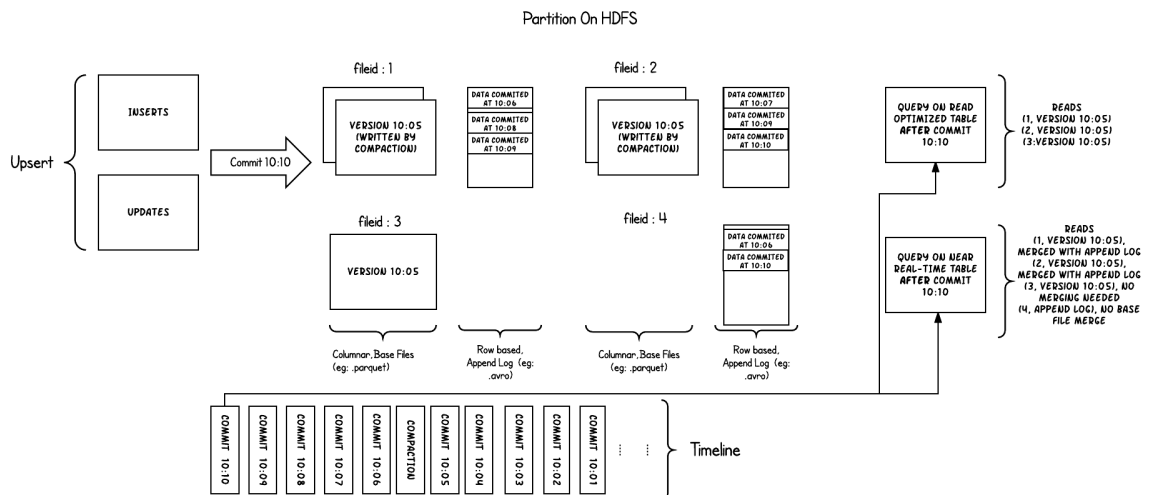 Partition On HDFS
fileid : 1
fileid : 2
Upsert
INSERTS
UPDATES
Commit 10:10
VERSION 10:05
(WRITTEN BY
COMPACTION)
DATA COMMITED
AT 10:06
DATA COMMITED
AT 10:08
DATA COMMITED
AT 10:09
VERSION 10:05
(WRITTEN BY
COMPACTION)
DATA COMMITED
AT 10:07
DATA COMMITED
AT 10:09
DATA COMMITED
AT 10:10
QUERY ON READ
OPTIMIZED TABLE
AFTER COMMIT
10:10
READS
(1, VERSION 10:05)
(2, VERSION 10:05)
(3:VERSION 10:05)
fileid : 3
fileid : 4
VERSION 10:05
DATA COMMITED
AT 10:06
DATA COMMITED
AT 10:10
QUERY ON NEAR
REAL-TIME TABLE
AFTER COMMIT
10:10
READS
(1, VERSION 10:05),
MERGED WITH APPEND LOG
(2, VERSION 10:05),
MERGED WITH APPEND LOG
(3, VERSION 10:05), NO
MERGING NEEDED
(4, APPEND LOG), NO BASE
FILE MERGE
Columnar,Base Files
(eg: .parquet)
Row based,
Append Log (eg:
.avro)
Columnar,Base Files
(eg: .parquet)
Row based,
Append Log (eg:
.avro)
COMMIT 10:10
COMMIT 10:09
COMMIT 10:08
COMMIT 10:07
COMMIT 10:06
COMPACTION
COMMIT 10:05
COMMIT 10:04
COMMIT 10:03
COMMIT 10:02
COMMIT 10:01
Timeline